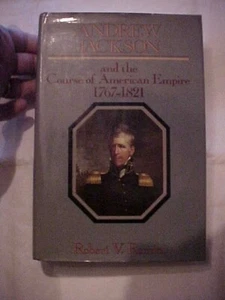 ANDREW
JACKSON
and the
Course of American Empire
1767-1821
Robert V. Remini